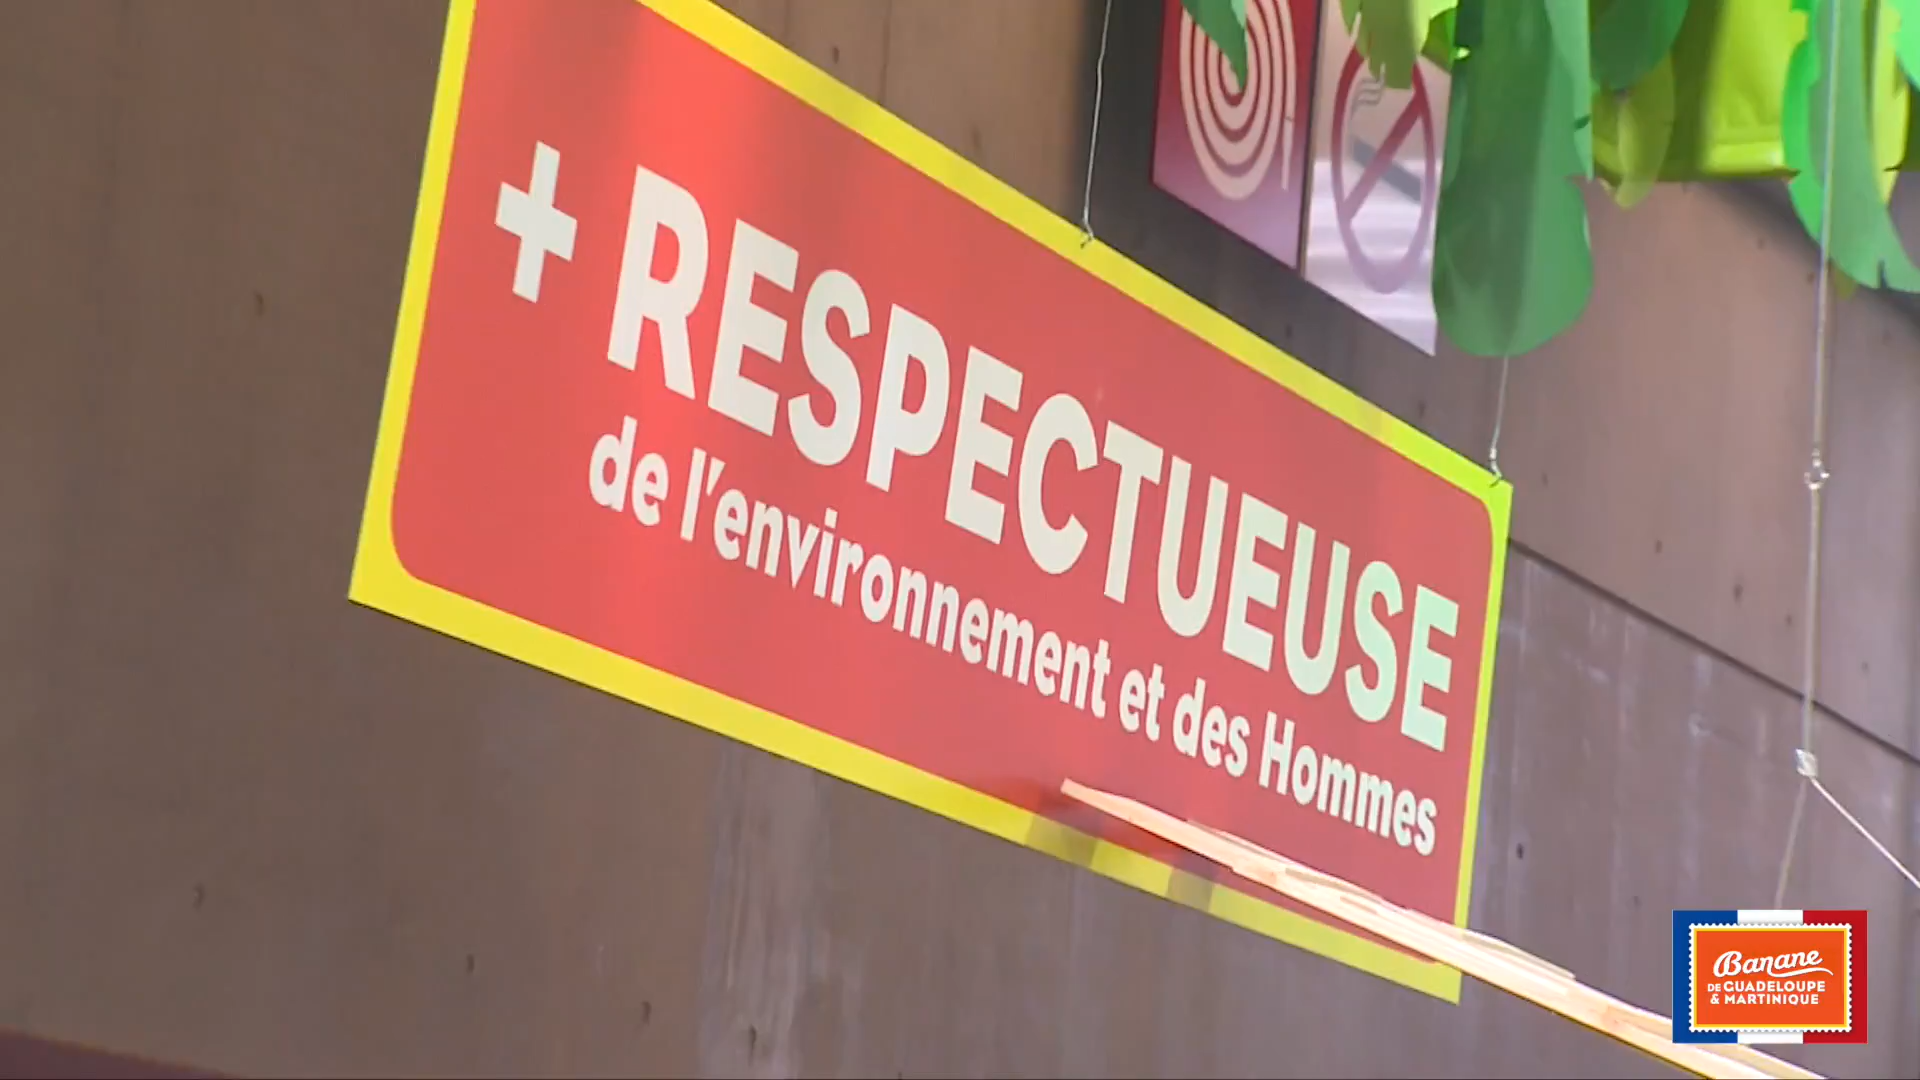 + RESPECTUEUSE
de l'environnement et des Hommes
Banane
DE GUADELOUPE
& MARTINIQUE